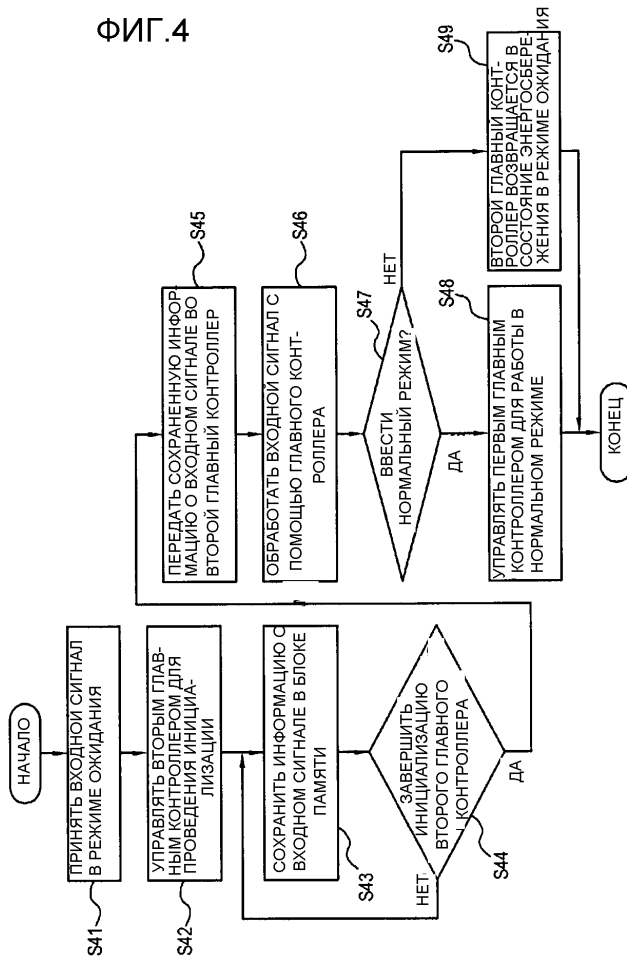 ФИГ.4
НАЧАЛО
ПРИНЯТЬ ВХОДНОЙ СИГНАЛ
В РЕЖИМЕ ОЖИДАНИЯ
S41
УПРАВЛЯТЬ ВТОРЫМ ГЛАВ-
НЫМ КОНТРОЛЛЕРОМ ДЛЯ
ПРОВЕДЕНИЯ ИНИЦИА-
ЛИЗАЦИИ
S42
СОХРАНИТЬ ИНФОРМАЦИЮ О
ВХОДНОМ СИГНАЛЕ В БЛОКЕ
ПАМЯТИ
S43
ЗАВЕРШИТЬ
ИНИЦИАЛИЗАЦИЮ
ВТОРОГО ГЛАВНОГО
КОНТРОЛЛЕРА
S44
НЕТ
ДА
ПЕРЕДАТЬ СОХРАНЕННУЮ ИНФОР-
МАЦИЮ О ВХОДНОМ СИГНАЛЕ ВО
ВТОРОЙ ГЛАВНЫЙ КОНТРОЛЛЕР
S45
ОБРАБОТАТЬ ВХОДНОЙ СИГНАЛ С
ПОМОЩЬЮ ГЛАВНОГО КОНТ-
РОЛЛЕРА
S46
ВВЕСТИ
НОРМАЛЬНЫЙ РЕЖИМ?
S47
НЕТ
ДА
УПРАВЛЯТЬ ПЕРВЫМ ГЛАВНЫМ
КОНТРОЛЛЕРОМ ДЛЯ РАБОТЫ В
НОРМАЛЬНОМ РЕЖИМЕ
S48
ВТОРОЙ ГЛАВНЫЙ КОНТ-
РОЛЛЕР ВОЗВРАЩАЕТСЯ В
СОСТОЯНИЕ ЭНЕРГОСБЕРЕ-
ЖЕНИЯ В РЕЖИМЕ ОЖИДАНИЯ
S49
КОНЕЦ